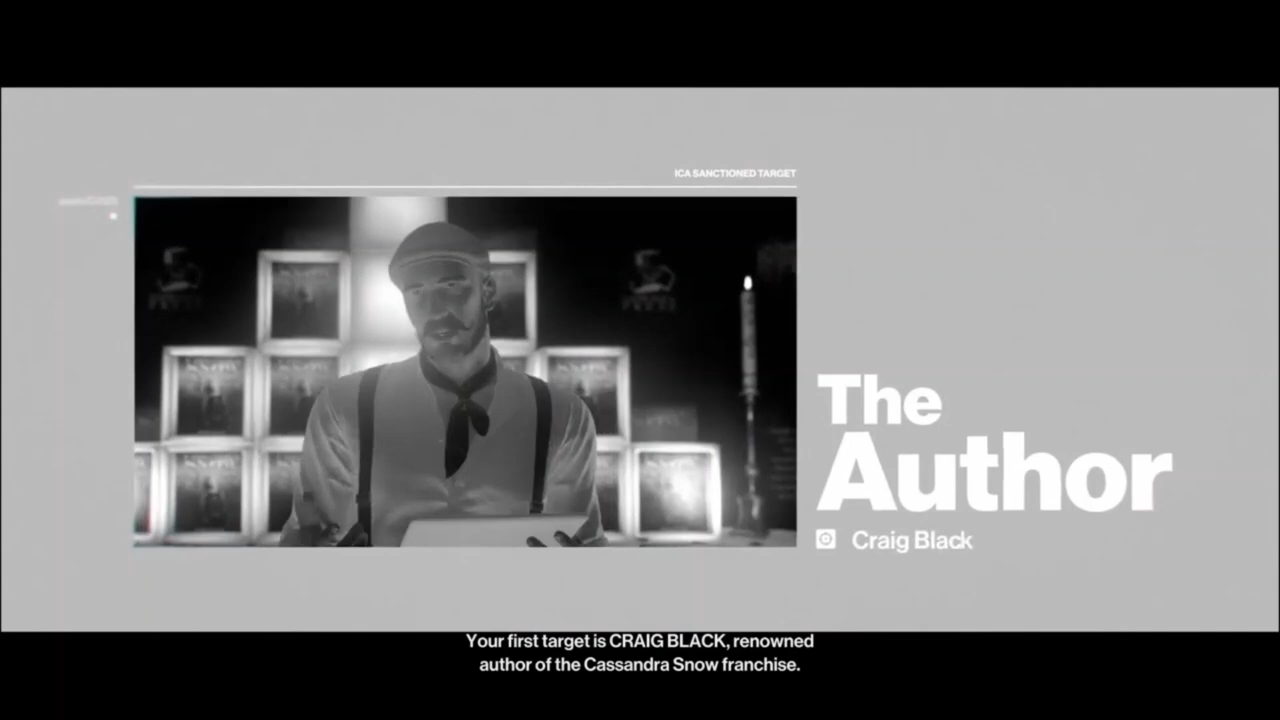 ICA SANCTIONED TARGET
The
Author
Craig Black
Your first target is CRAIG BLACK, renowned
author of the Cassandra Snow franchise.